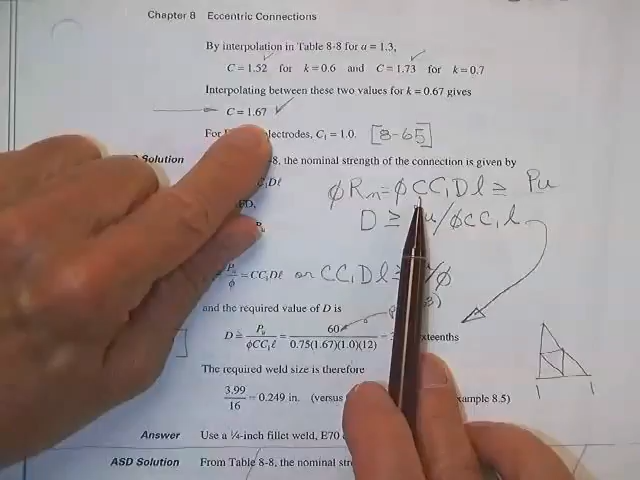 Chapter 8 Eccentric Connections
By interpolation in Table 8-8 for a = 1.3,
C = 1.52 for k = 0.6 and C = 1.73 for k = 0.7
Interpolating between these two values for k = 0.67 gives
C = 1.67
For electrodes, C₁ = 1.0. [8-65]
Solution -8, the nominal strength of the connection is given by
Dℓ
ϕRn = ϕCC₁Dℓ ≥ Pu
D ≥ u/ϕCC₁ℓ
Pu/ϕ = CC₁Dℓ or CC₁Dℓ ≥ /ϕ
and the required value of D is
D ≥ Pu/ϕCC₁ℓ = 60/0.75(1.67)(1.0)(12) = 3 xteenths
The required weld size is therefore
3.99/16 = 0.249 in. (versus xample 8.5)
1 1
Answer Use a ¼-inch fillet weld, E70
ASD Solution From Table 8-8, the nominal